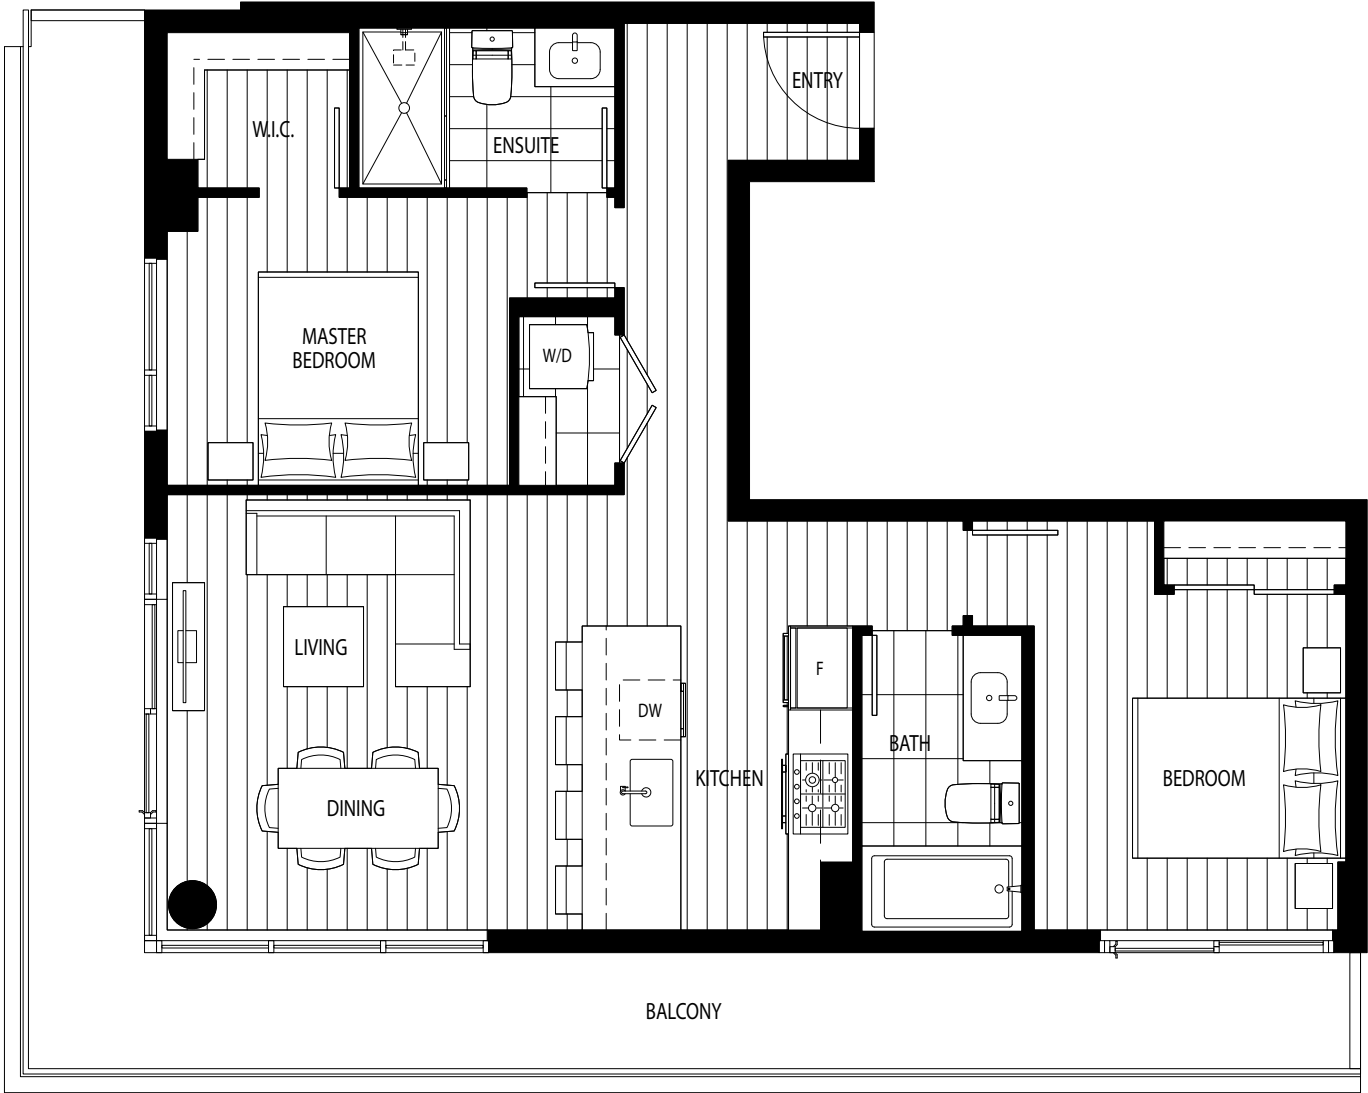 ENTRY
W.I.C.
ENSUITE
MASTER
BEDROOM
W/D
LIVING
F
DW
BATH
KITCHEN
BEDROOM
DINING
BALCONY